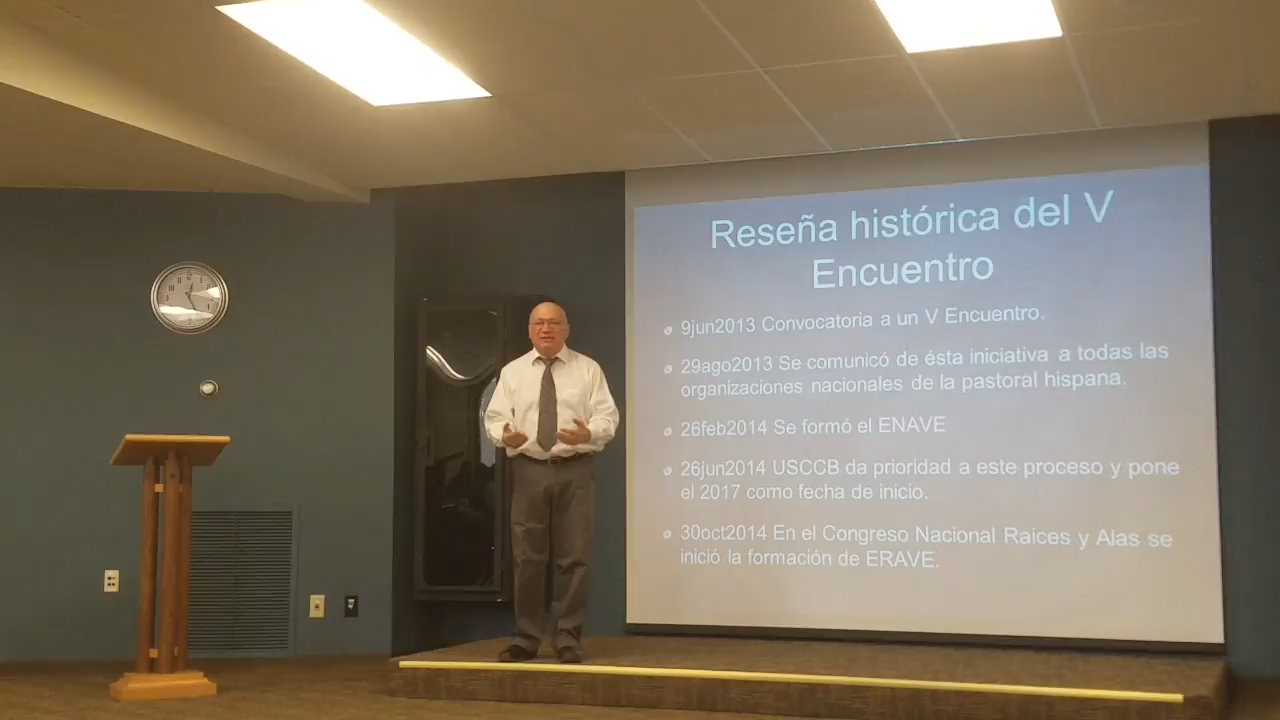 Reseña histórica del V
Encuentro
9jun2013 Convocatoria a un V Encuentro.
29ago2013 Se comunicó de ésta iniciativa a todas las
organizaciones nacionales de la pastoral hispana.
26feb2014 Se formó el ENAVE
26jun2014 USCCB da prioridad a este proceso y pone
el 2017 como fecha de inicio.
30oct2014 En el Congreso Nacional Raices y Alas se
inició la formación de ERAVE.